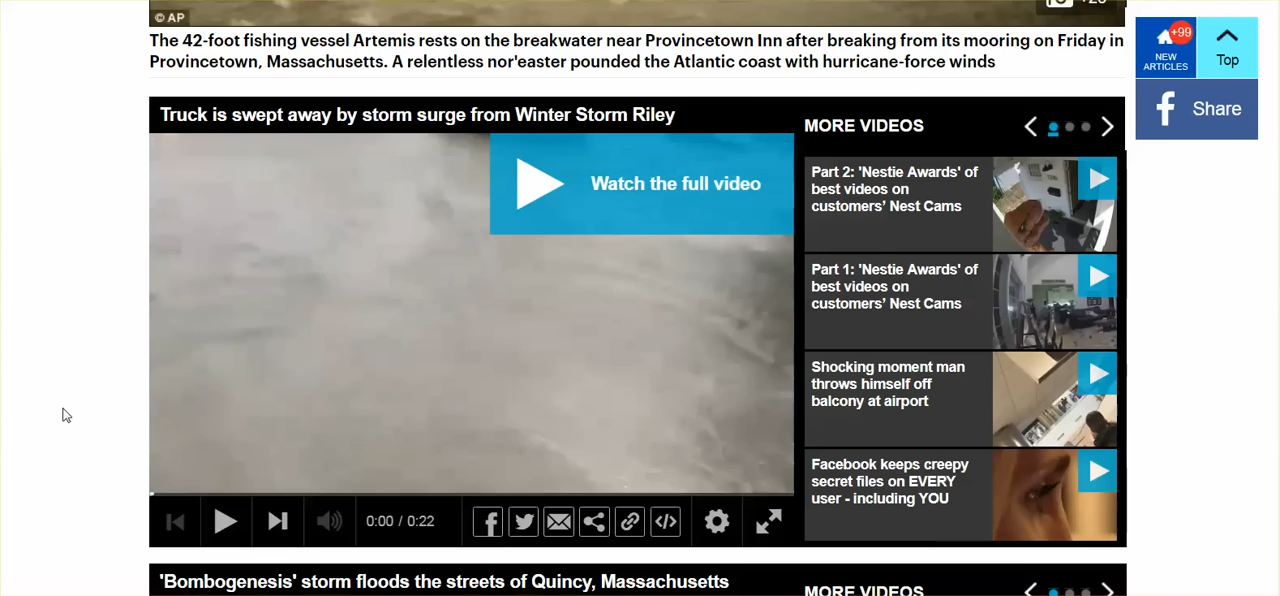 © AP
The 42-foot fishing vessel Artemis rests on the breakwater near Provincetown Inn after breaking from its mooring on Friday in
Provincetown, Massachusetts. A relentless nor'easter pounded the Atlantic coast with hurricane-force winds
+99
NEW
ARTICLES
Top
Share
Truck is swept away by storm surge from Winter Storm Riley
Watch the full video
0:00 / 0:22
MORE VIDEOS
Part 2: 'Nestie Awards' of
best videos on
customers’ Nest Cams
Part 1: 'Nestie Awards' of
best videos on
customers’ Nest Cams
Shocking moment man
throws himself off
balcony at airport
Facebook keeps creepy
secret files on EVERY
user - including YOU
'Bombogenesis' storm floods the streets of Quincy, Massachusetts
MORE VIDEOS